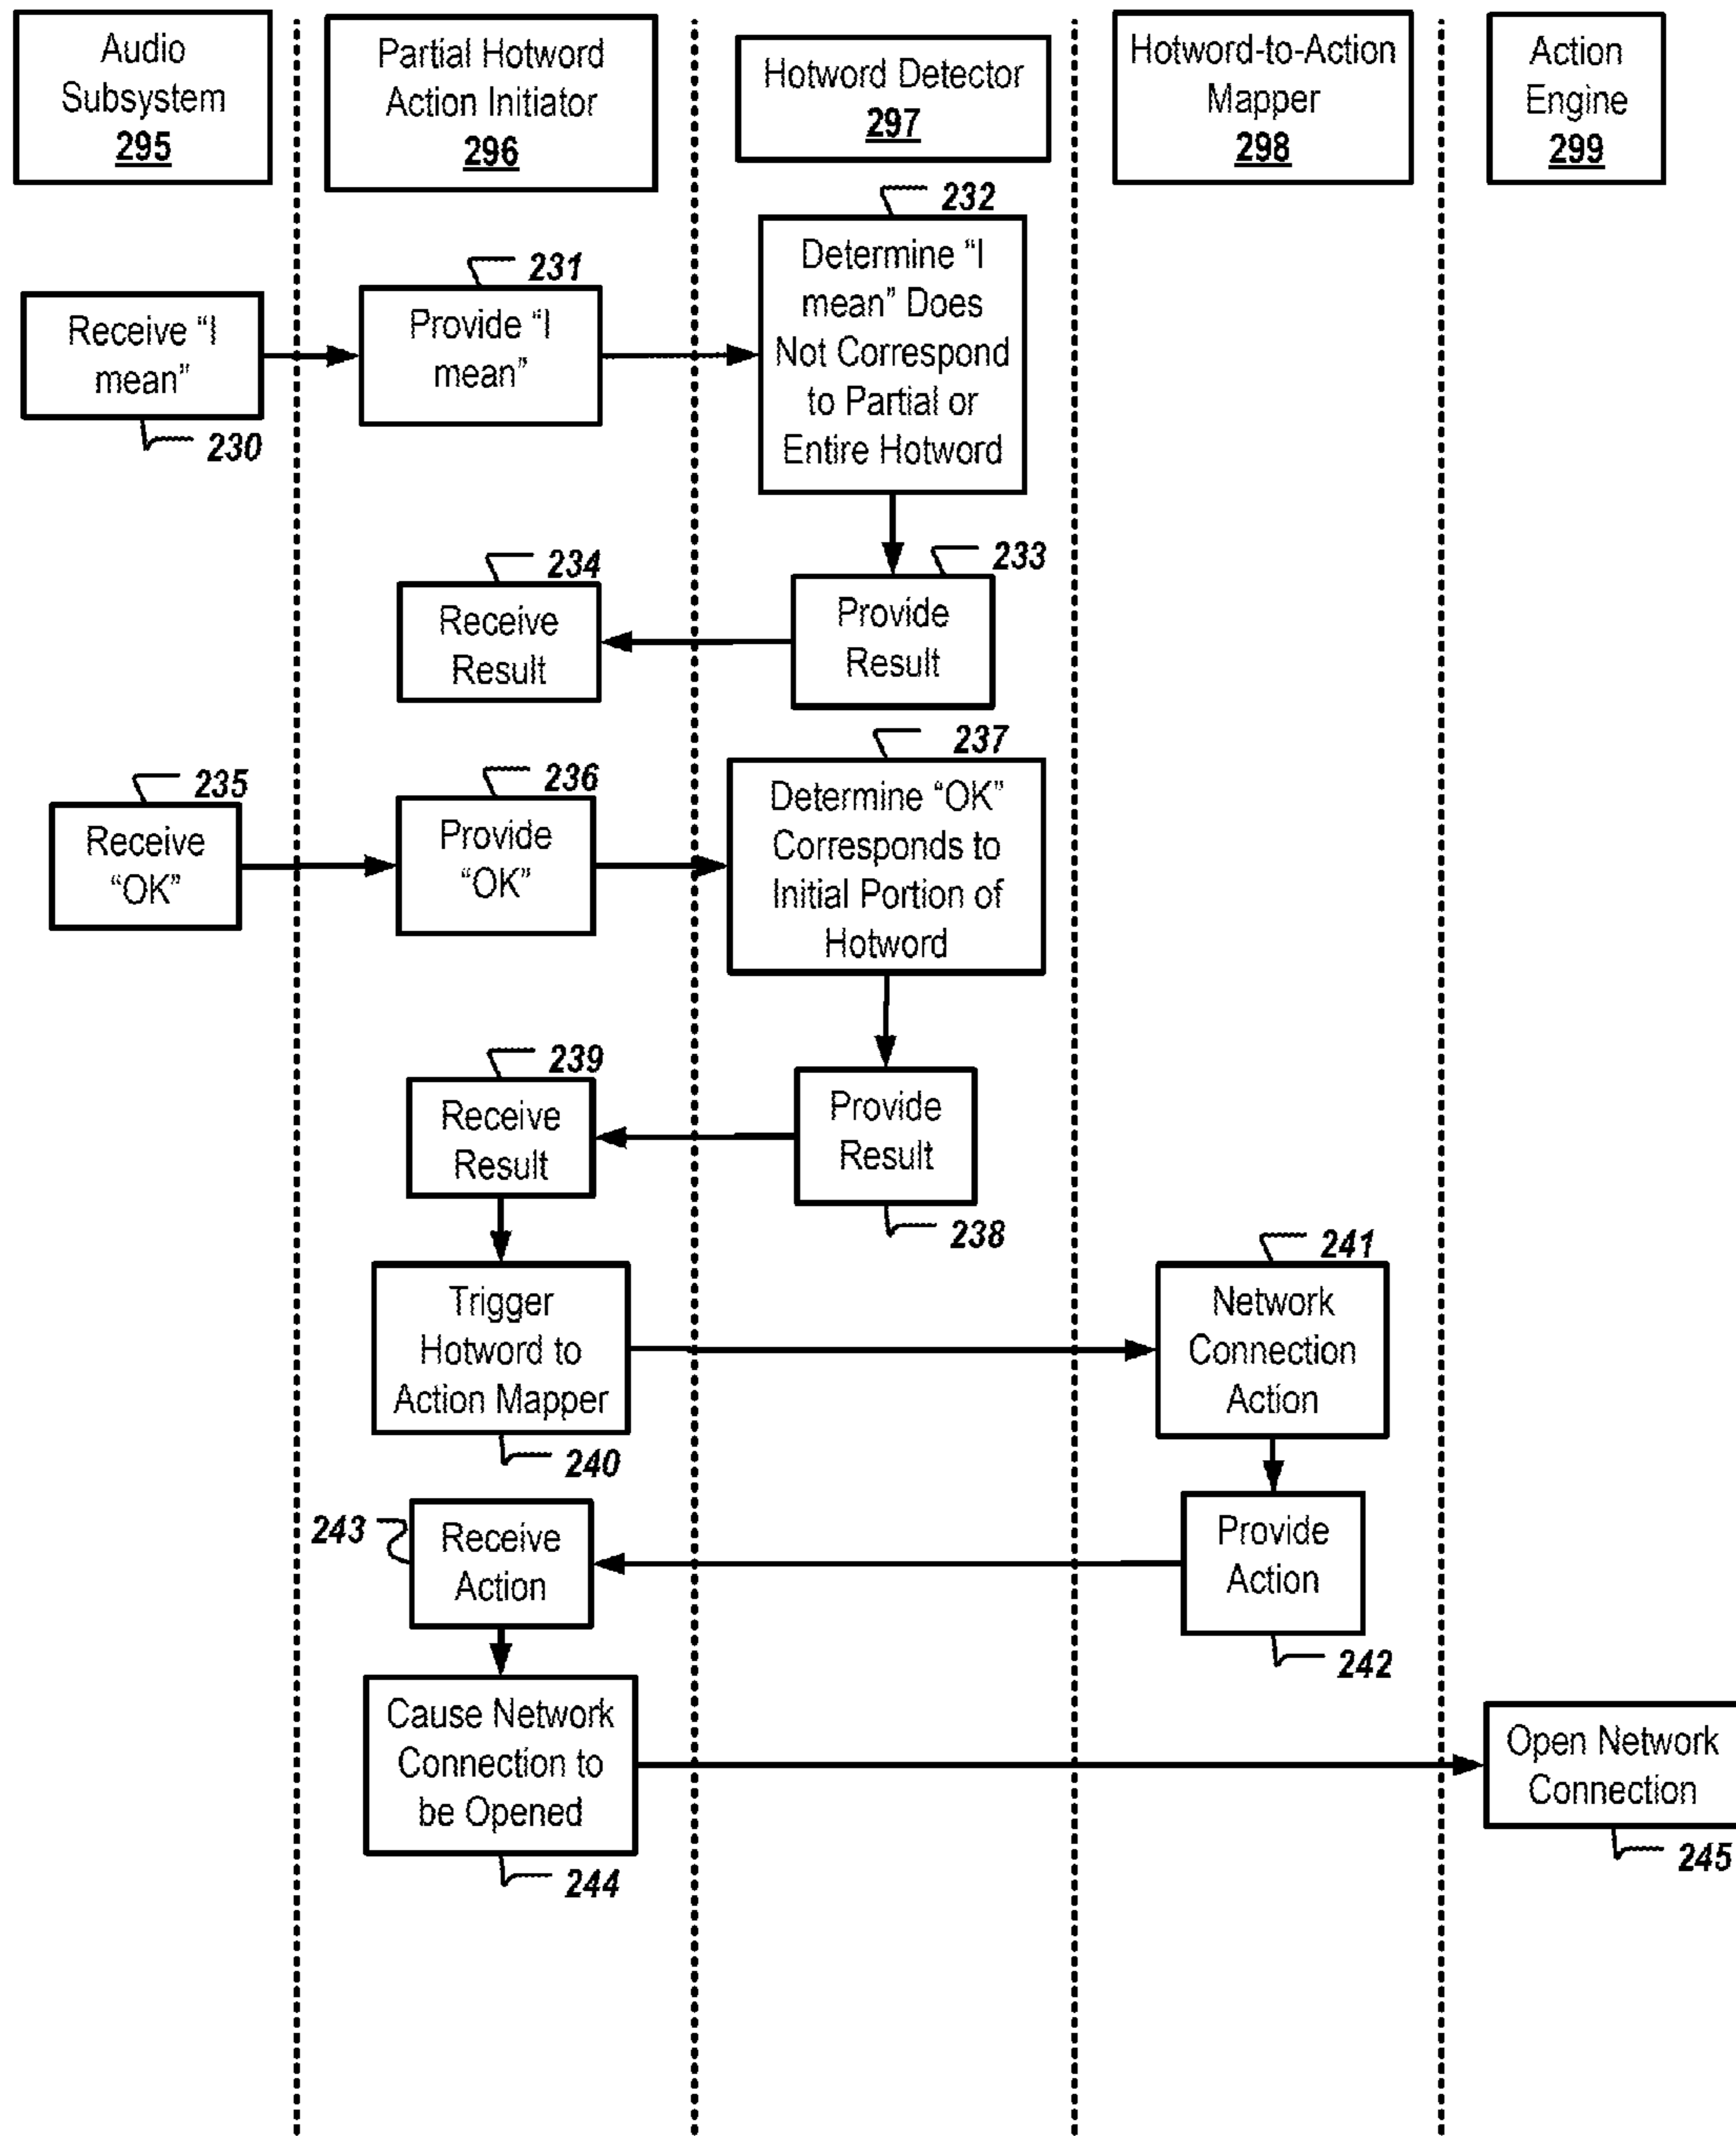 Audio
Subsystem
295
Partial Hotword
Action Initiator
296
Hotword Detector
297
Hotword-to-Action
Mapper
298
Action
Engine
299
232
Determine “I
mean” Does
Not Correspond
to Partial or
Entire Hotword
231
Provide “I
mean”
Receive “I
mean”
230
234
Receive
Result
233
Provide
Result
235
Receive
“OK”
236
Provide
“OK”
237
Determine “OK”
Corresponds to
Initial Portion of
Hotword
239
Receive
Result
Provide
Result
238
Trigger
Hotword to
Action Mapper
240
241
Network
Connection
Action
243
Receive
Action
Provide
Action
242
Cause Network
Connection to
be Opened
244
Open Network
Connection
245